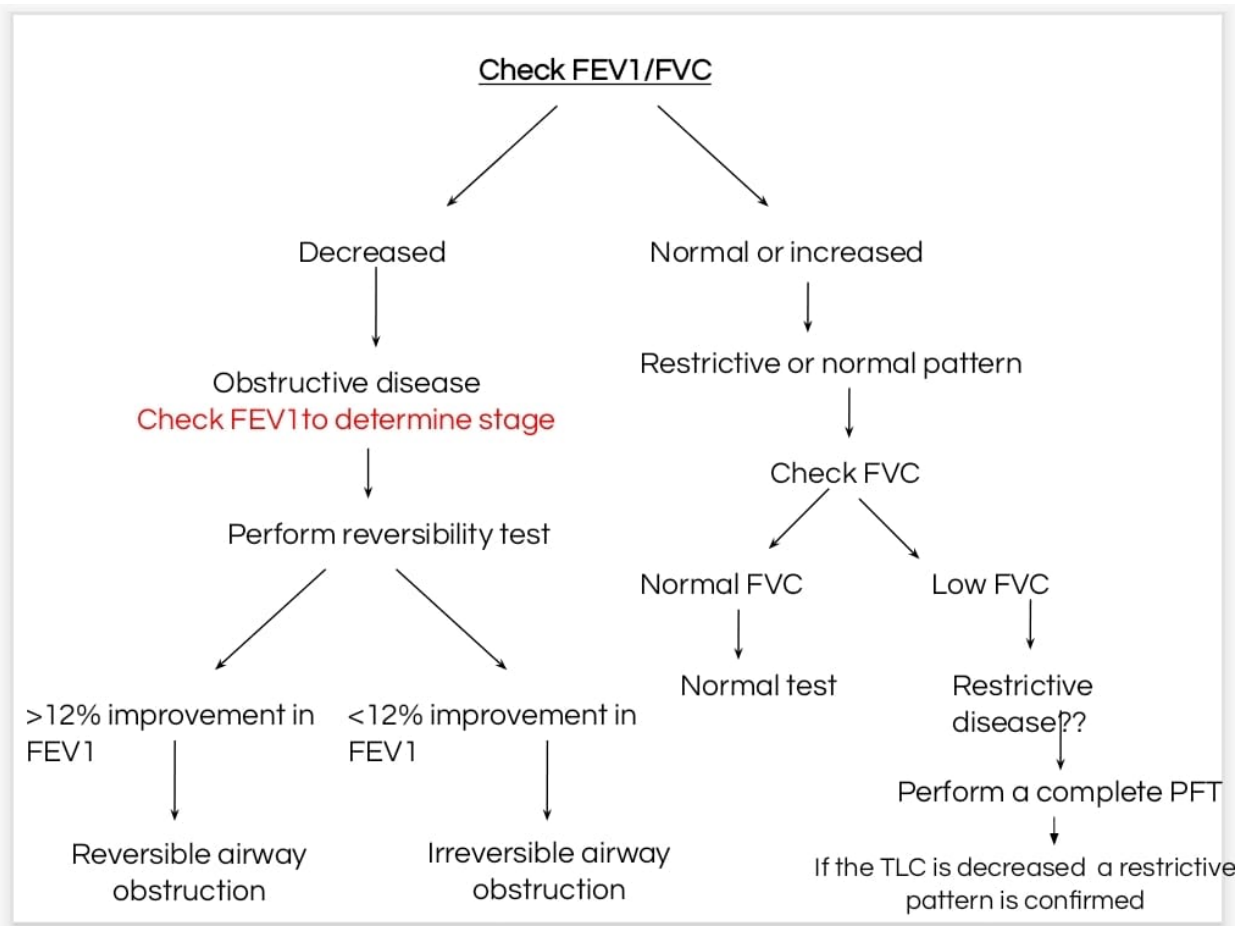 Check FEV1/FVC
Decreased
Normal or increased
Obstructive disease
Check FEV1to determine stage
Restrictive or normal pattern
Check FVC
Perform reversibility test
Normal FVC
Low FVC
Normal test
Restrictive
disease??
>12% improvement in
FEV1
<12% improvement in
FEV1
Perform a complete PFT
Reversible airway
obstruction
Irreversible airway
obstruction
If the TLC is decreased a restrictive
pattern is confirmed